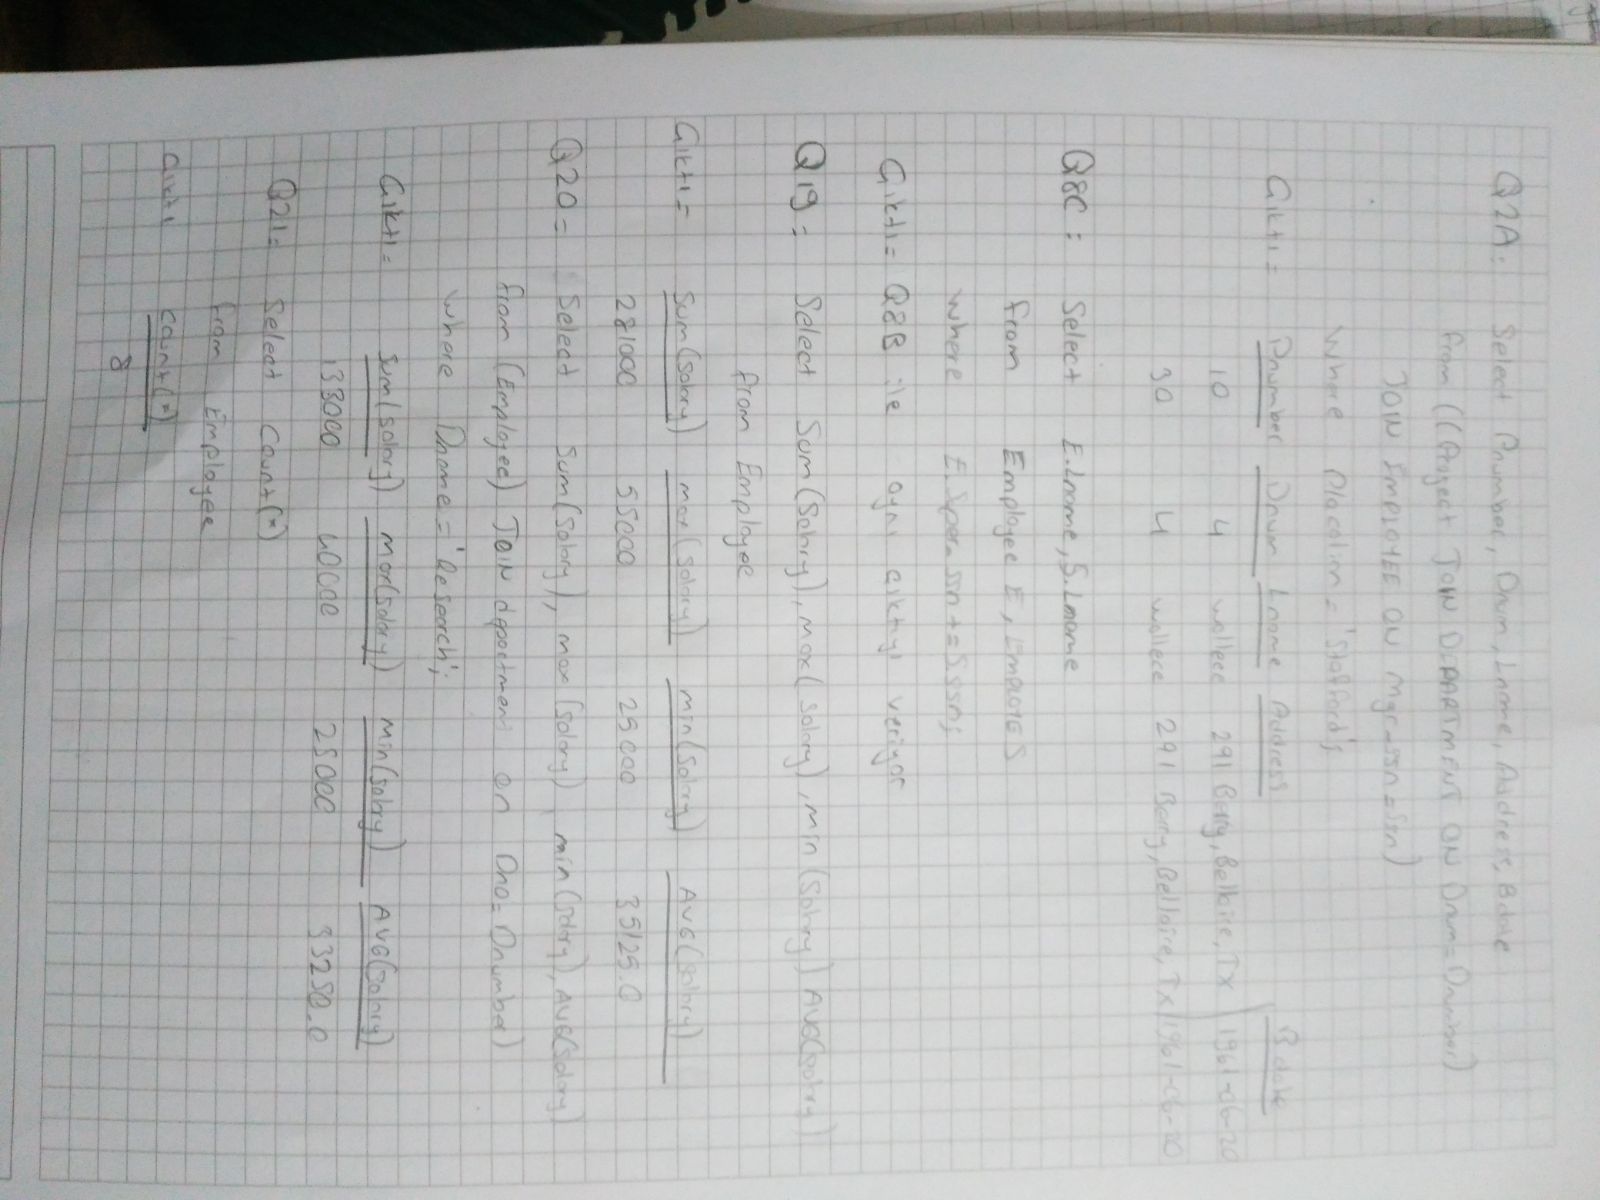 Q2A: Select Pnumber, Dnum, Lname, Address, Bdate
from ((Project JOIN DEPARTMENT ON Dnum=Dnumber)
JOIN EMPLOYEE ON mgr_ssn=ssn)
where Plocation='Stafford';
Çıktı= Pnumber Dnum Lname Address Bdate
10 4 wallece 291 Berry, Bellaire, TX 1961-06-20
30 4 wallece 291 Berry, Bellaire, TX 1961-06-20
Q8C: Select E.Lname, S.Lname
from Employee E, EMPLOYEE S
where E.Super_ssn+=S.ssn;
Çıktı= Q8B ile aynı çıktıyı veriyor
Q19: Select Sum(Salary), Max(salary), min(Salary) AVG(salary)
from Employee
Çıktı= Sum(Salary) max(salary) min(Salary) AVG(salary)
281000 55000 25000 35125.0
Q20= Select Sum(Salary), max(salary), min(salary), AVG(salary)
from (Employee) JOIN department on Dno=Dnumber)
where Dname='Research';
Çıktı= Sum(salary) max(salary) min(salary) AVG(salary)
133000 40000 25000 33250.0
Q21= Select Count(*)
from Employee
Çıktı Count(*)
8